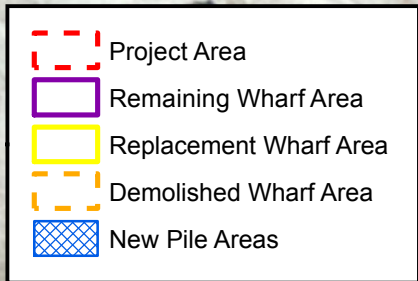 Project Area
Remaining Wharf Area
Replacement Wharf Area
Demolished Wharf Area
New Pile Areas